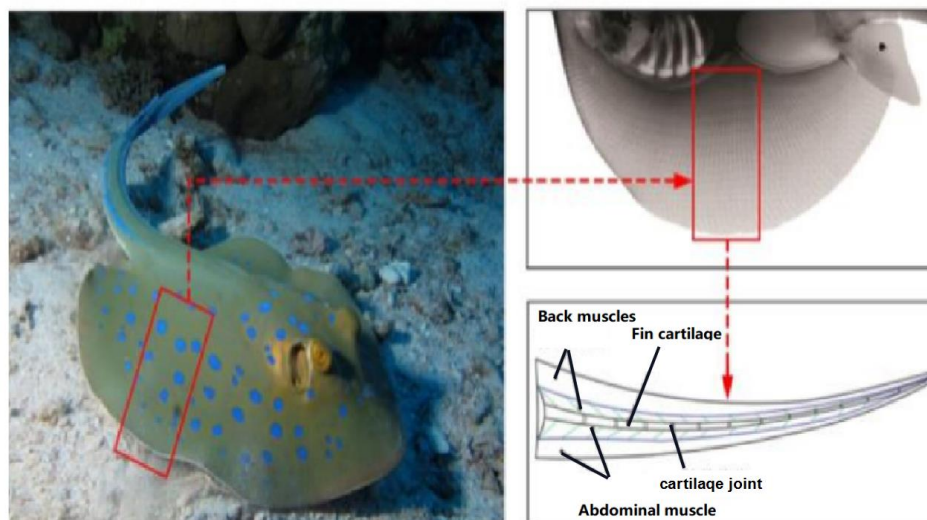 Back muscles
Fin cartilage
cartilaqe joint
Abdominal muscle